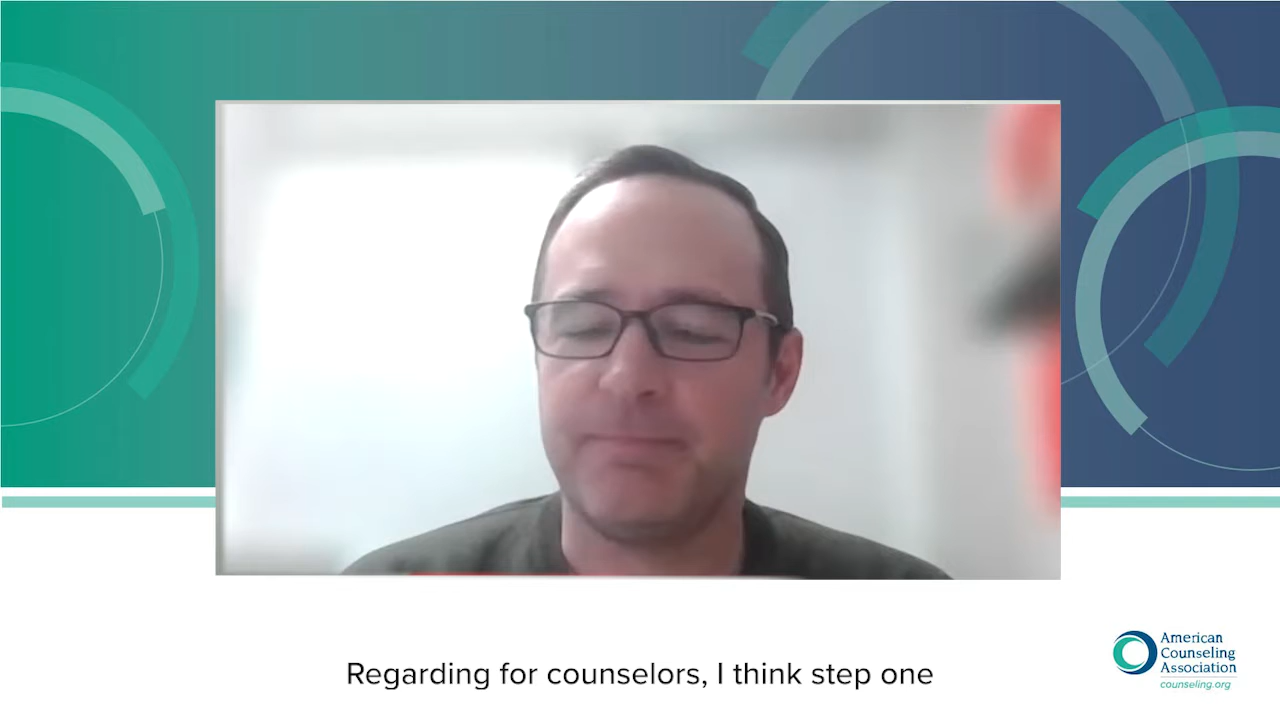 Regarding for counselors, I think step one
American
Counseling
Association
counseling.org